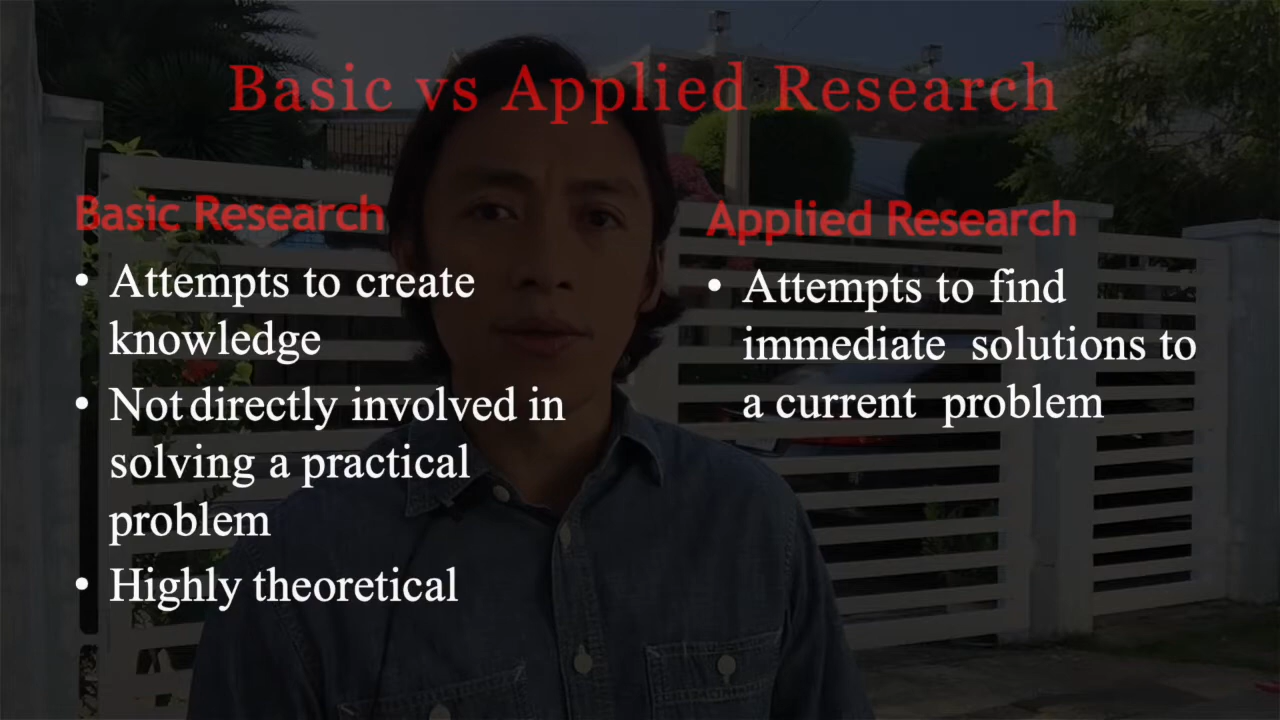 Basic vs Applied Research
Basic Research
• Attempts to create
knowledge
• Not directly involved in
solving a practical
problem
• Highly theoretical
Applied Research
• Attempts to find
immediate solutions to
a current problem